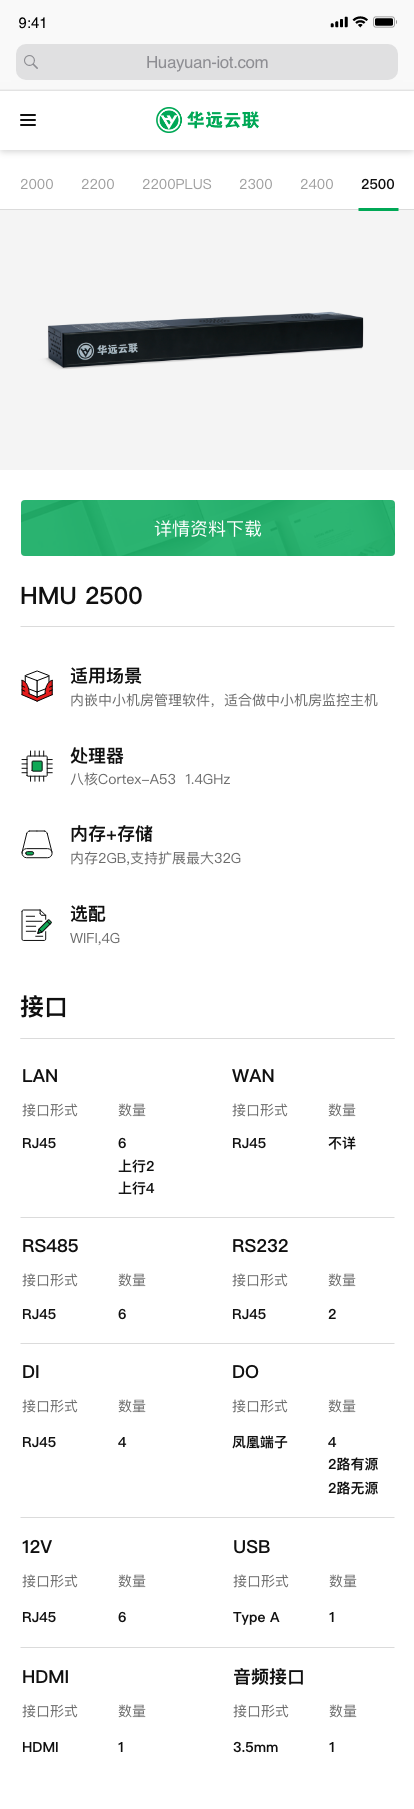 9:41
Huayuan-iot.com
华远云联
2000 2200 2200PLUS 2300 2400 2500
华远云联
详情资料下载
HMU 2500
适用场景
内嵌中小机房管理软件，适合做中小机房监控主机
处理器
八核Cortex-A53 1.4GHz
内存+存储
内存2GB,支持扩展最大32G
选配
WIFI,4G
接口
LAN WAN
接口形式 数量 接口形式 数量
RJ45 6 RJ45 不详
上行2
上行4
RS485 RS232
接口形式 数量 接口形式 数量
RJ45 6 RJ45 2
DI DO
接口形式 数量 接口形式 数量
RJ45 4 凤凰端子 4
2路有源
2路无源
12V USB
接口形式 数量 接口形式 数量
RJ45 6 Type A 1
HDMI 音频接口
接口形式 数量 接口形式 数量
HDMI 1 3.5mm 1